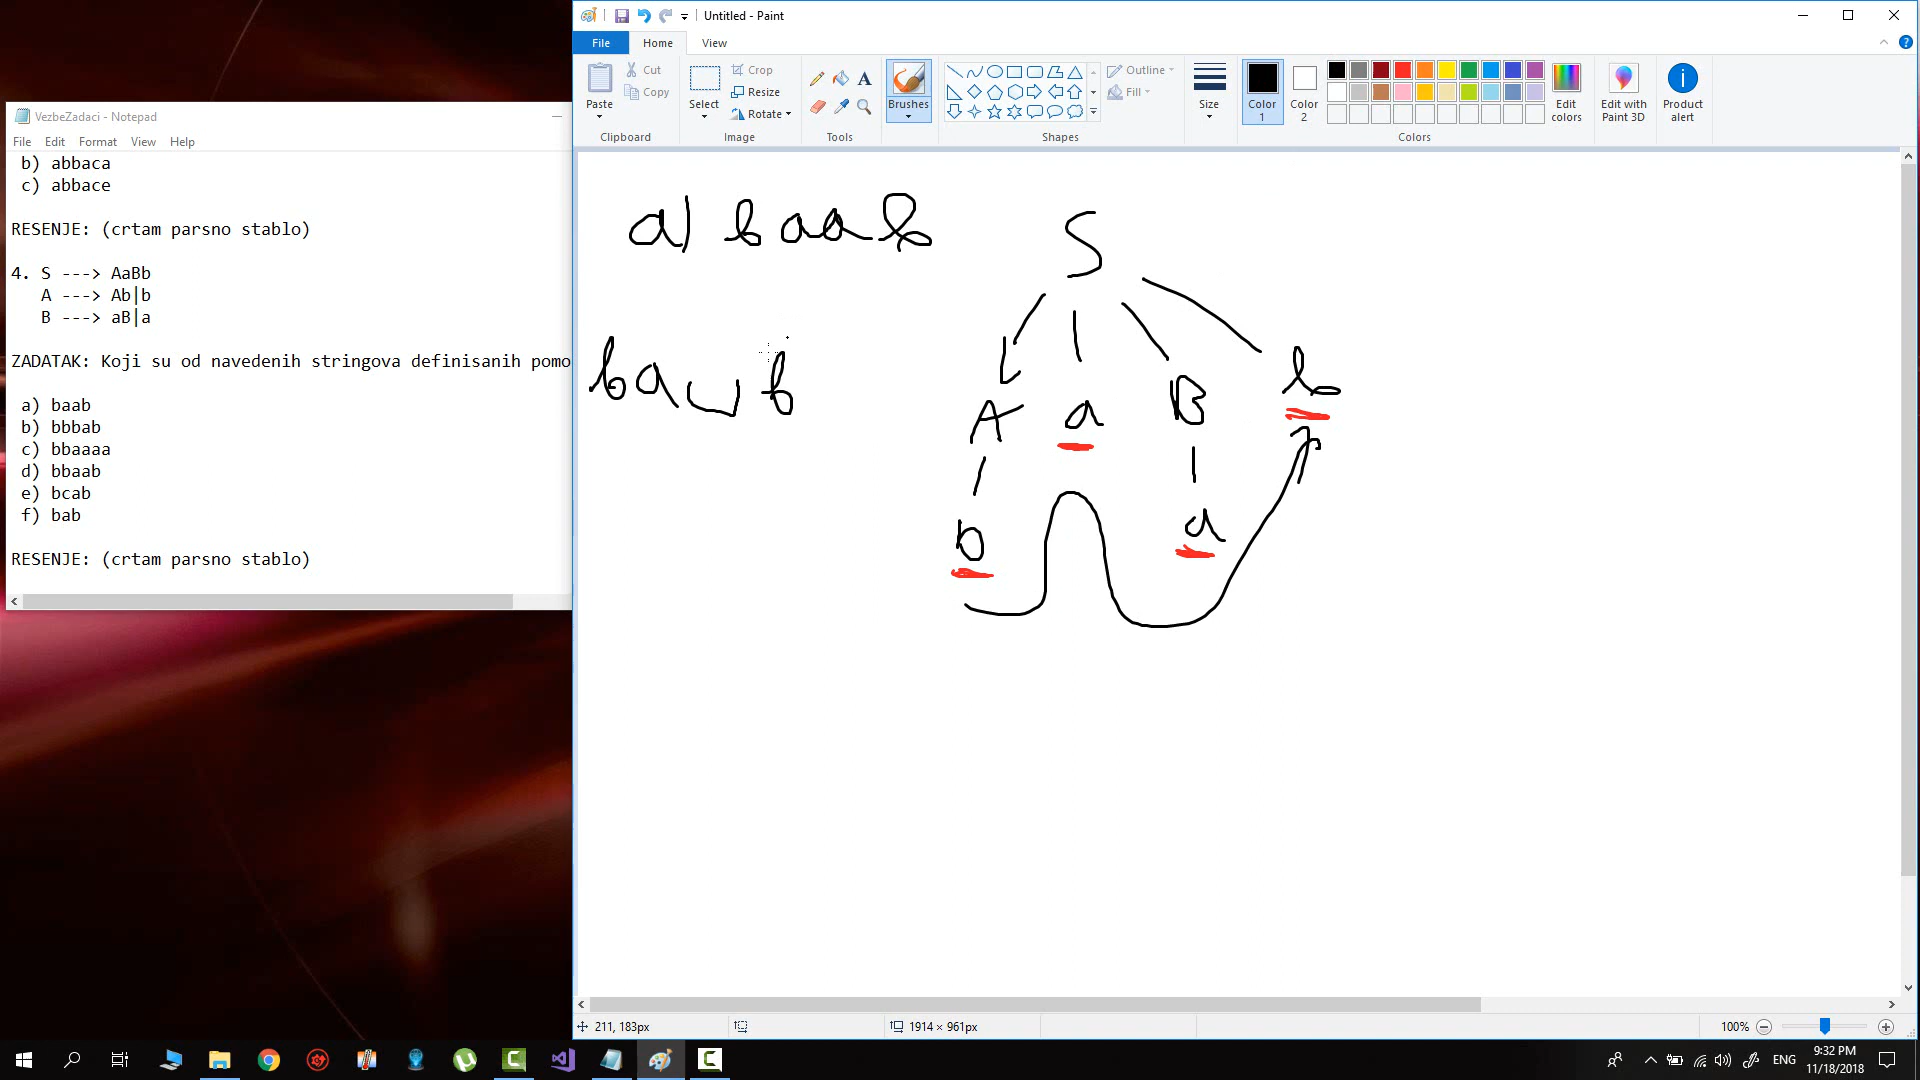 VezbeZadaci - Notepad
File Edit Format View Help
b) abbaca
c) abbace
RESENJE: (crtam parsno stablo)
4. S ---> AaBb
A ---> Ab|b
B ---> aB|a
ZADATAK: Koji su od navedenih stringova definisanih pomo
a) baab
b) bbbab
c) bbaaaa
d) bbaab
e) bcab
f) bab
RESENJE: (crtam parsno stablo)
Untitled - Paint
File Home View
Paste Cut Copy
Clipboard
Select Crop Resize Rotate
Image
Tools
Brushes
Outline Fill
Shapes
Size
Color 1 Color 2
Edit colors
Colors
Edit with Paint 3D
Product alert
a) baab
S
A a B b
b a
211, 183px
1914 × 961px
100%
ENG
9:32 PM
11/18/2018